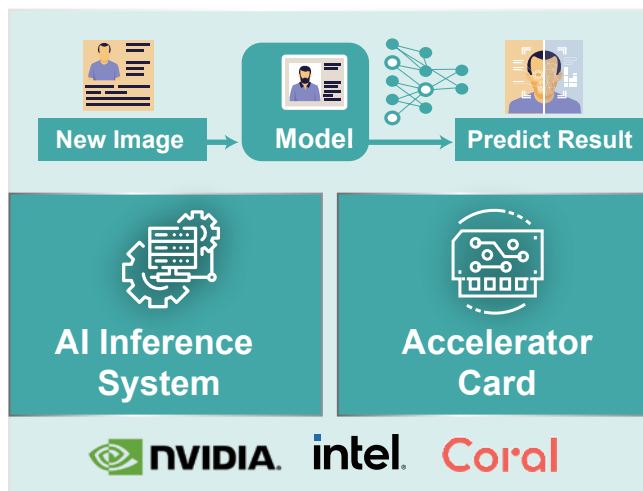 New Image
Model
Predict Result
AI Inference
System
Accelerator
Card
NVIDIA.
intel.
Coral